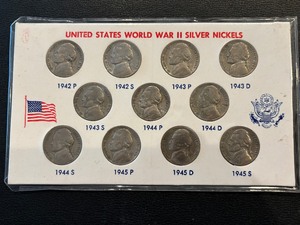 UNITED STATES WORLD WAR II SILVER NICKELS
1942 P 1942 S 1943 P 1943 D
1943 S 1944 P 1944 D
1944 S 1945 P 1945 D 1945 S